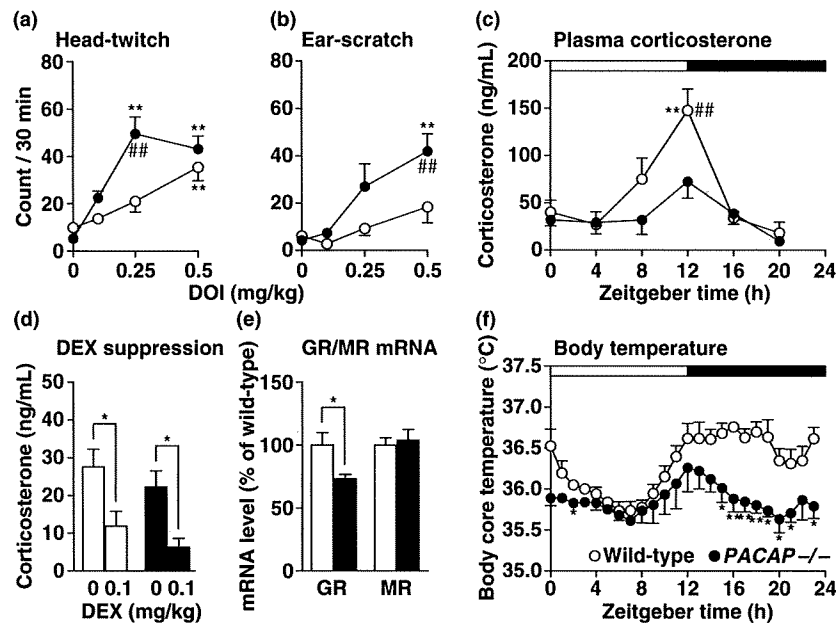 (a)
Head-twitch
Count / 30 min
80
60
40
20
0
**
##
**
**
0 0.25 0.5
(b)
Ear-scratch
80
60
40
20
0
**
##
0 0.25 0.5
DOI (mg/kg)
(c)
Plasma corticosterone
Corticosterone (ng/mL)
200
150
100
50
0
** ##
0 4 8 12 16 20 24
Zeitgeber time (h)
(d)
DEX suppression
Corticosterone (ng/mL)
50
40
30
20
10
0
*
*
0 0.1 0 0.1
DEX (mg/kg)
(e)
GR/MR mRNA
mRNA level (% of wild-type)
150
100
50
0
*
GR MR
(f)
Body temperature
Body core temperature (°C)
37.5
37.0
36.5
36.0
35.5
35.0
Wild-type PACAP−/−
0 4 8 12 16 20 24
Zeitgeber time (h)